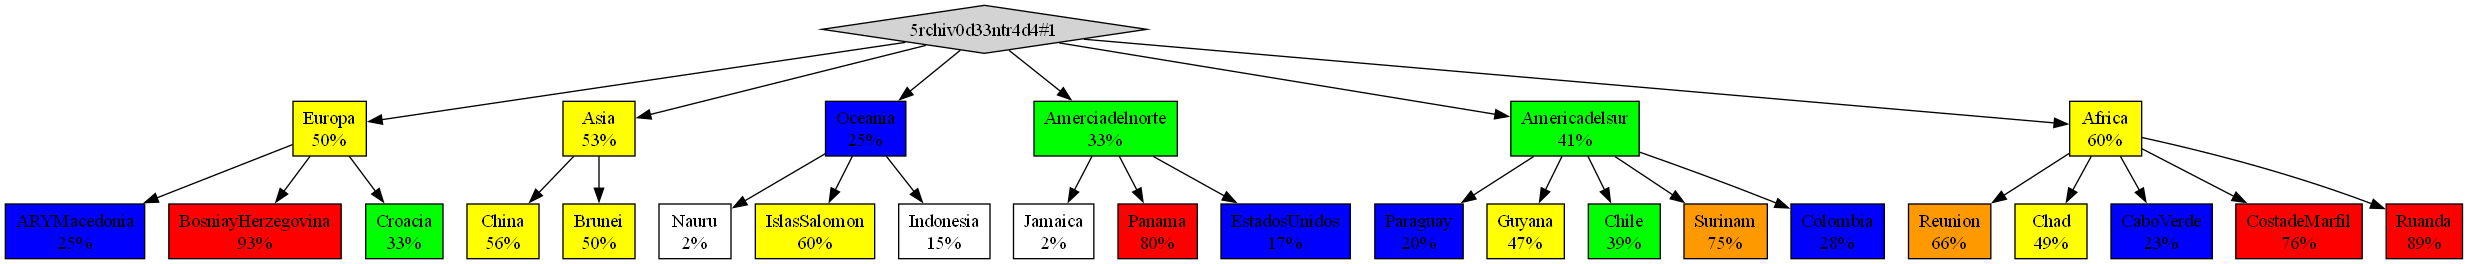 5rchiv0d33ntr4d4#1
Europa
50%
Asia
53%
Oceania
25%
Amerciadelnorte
33%
Americadelsur
41%
Africa
60%
ARYMacedonia
25%
BosniayHerzegovina
93%
Croacia
33%
China
56%
Brunei
50%
Nauru
2%
IslasSalomon
60%
Indonesia
15%
Jamaica
2%
Panama
80%
EstadosUnidos
17%
Paraguay
20%
Guyana
47%
Chile
39%
Surinam
75%
Colombia
28%
Reunion
66%
Chad
49%
CaboVerde
23%
CostadeMarfil
76%
Ruanda
89%